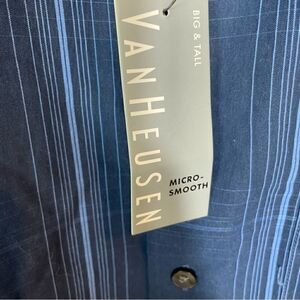 BIG & TALL
VANHEUSEN
MICRO-
SMOOTH